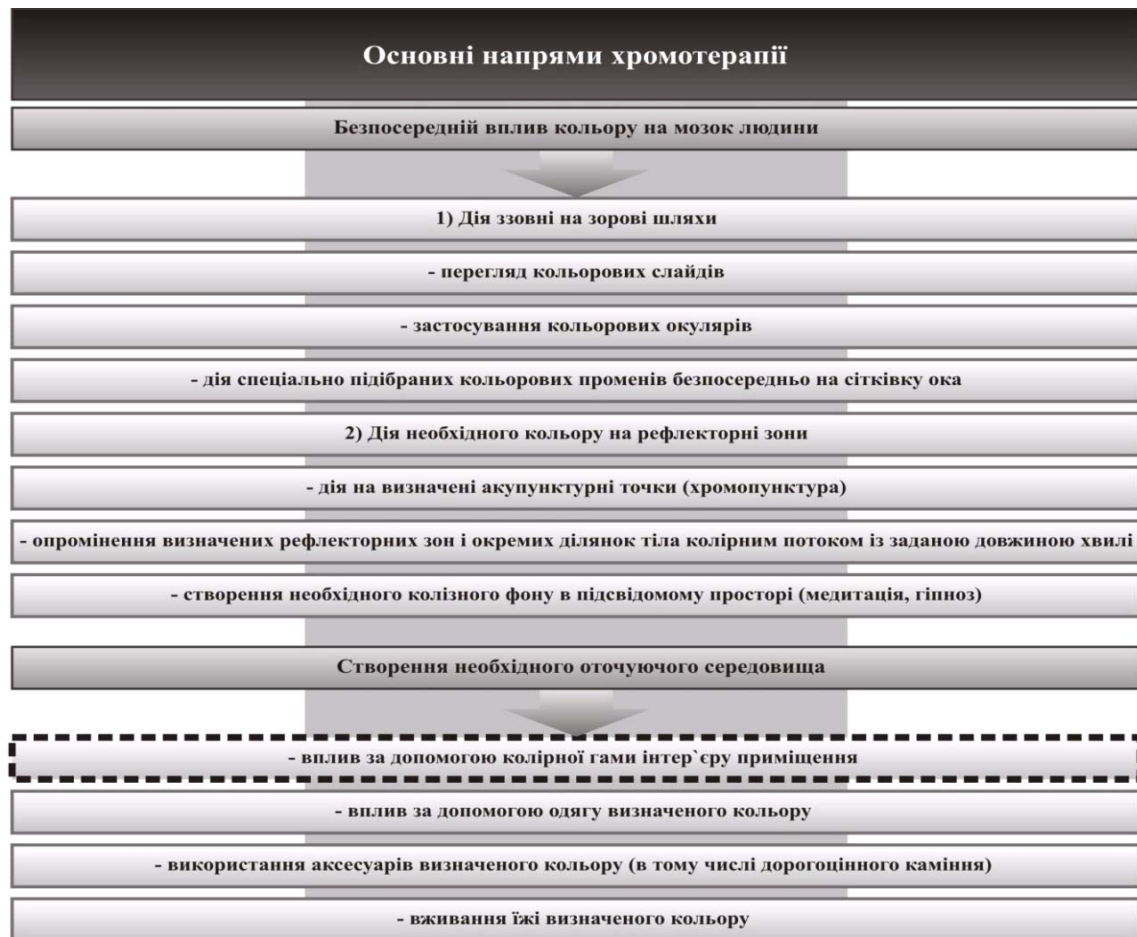 Основні напрями хромотерапії
Безпосередній вплив кольору на мозок людини
1) Дія ззовні на зорові шляхи
- перегляд кольорових слайдів
- застосування кольорових окулярів
- дія спеціально підібраних кольорових променів безпосередньо на сітківку ока
2) Дія необхідного кольору на рефлекторні зони
- дія на визначені акупунктурні точки (хромопунктура)
- опромінення визначених рефлекторних зон і окремих ділянок тіла колірним потоком із заданою довжиною хвилі
- створення необхідного колізного фону в підсвідомому просторі (медитація, гіпноз)
Створення необхідного оточуючого середовища
- вплив за допомогою колірної гами інтер`єру приміщення
- вплив за допомогою одягу визначеного кольору
- використання аксесуарів визначеного кольору (в тому числі дорогоцінного каміння)
- вживання їжі визначеного кольору